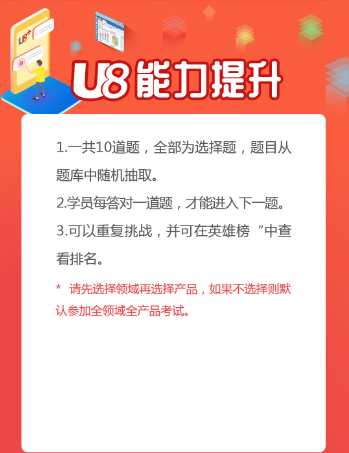 U8+
U8能力提升
1.一共10道题，全部为选择题，题目从
题库中随机抽取。
2.学员每答对一道题，才能进入下一题。
3.可以重复挑战，并可在英雄榜“中查
看排名。
* 请先选择领域再选择产品，如果不选择则默
认参加全领域全产品考试。